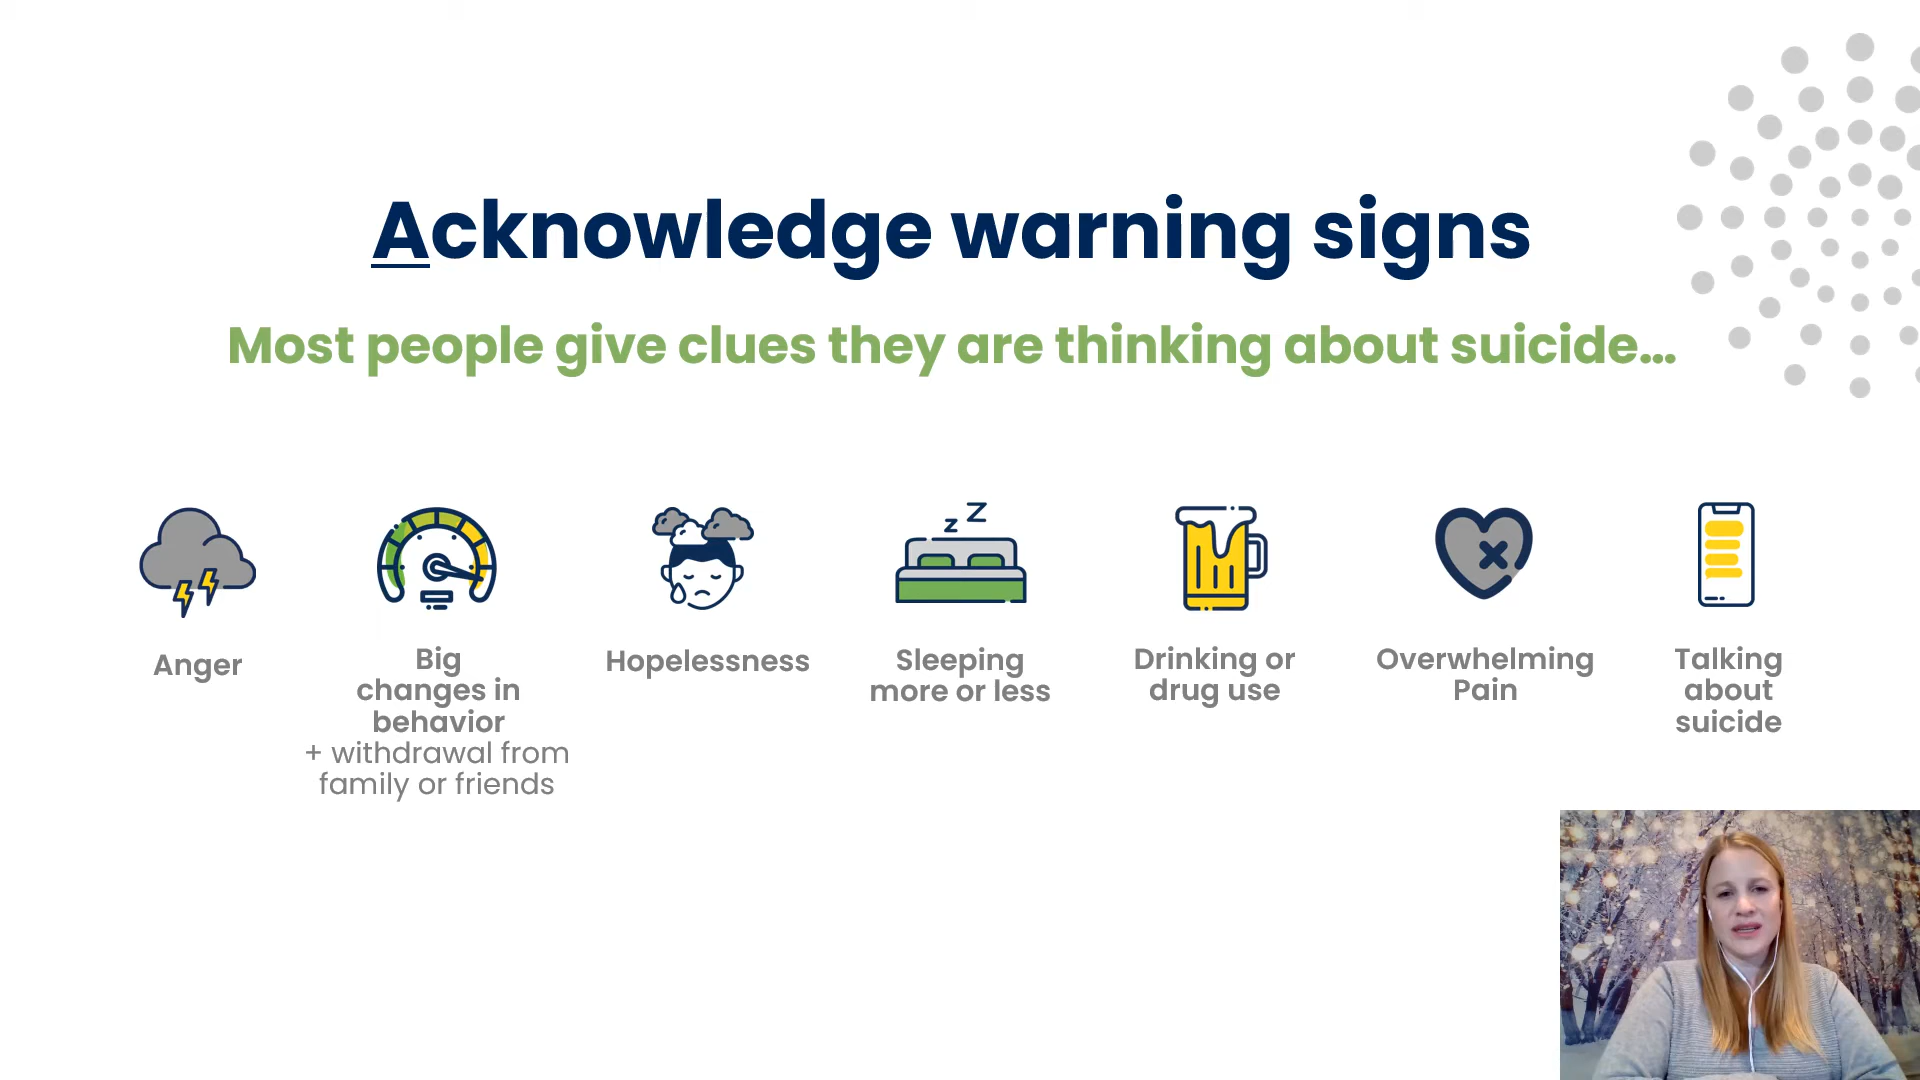 Acknowledge warning signs
Most people give clues they are thinking about suicide...
z Z
Anger
Big
changes in
behavior
+ withdrawal from
family or friends
Hopelessness
Sleeping
more or less
Drinking or
drug use
Overwhelming
Pain
Talking
about
suicide